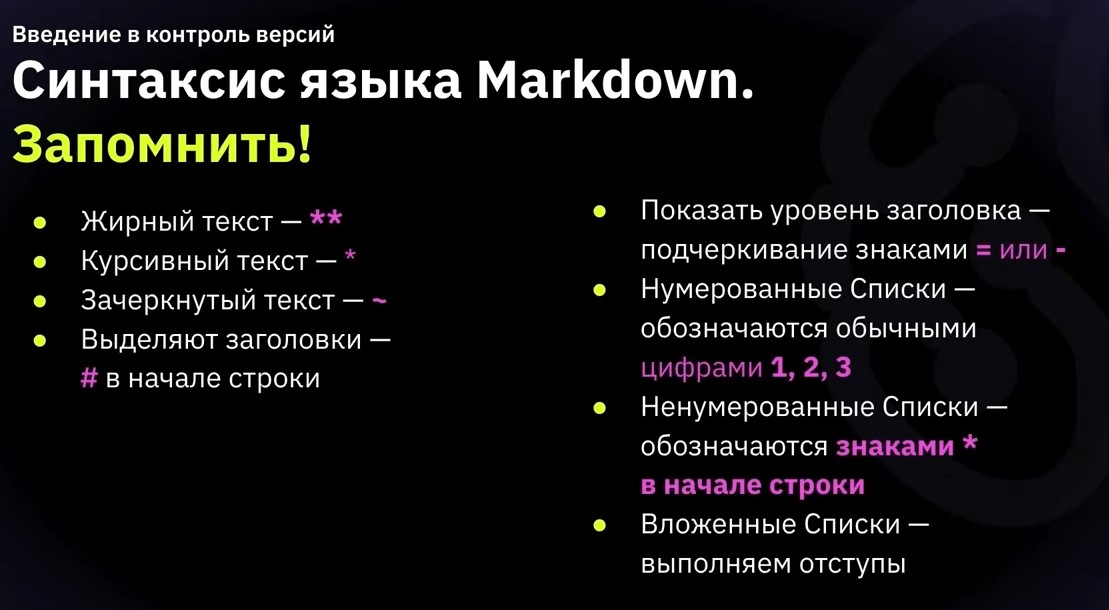 Введение в контроль версий
Синтаксис языка Markdown.
Запомнить!
● Жирный текст — **
● Курсивный текст — *
● Зачеркнутый текст — ~
● Выделяют заголовки —
# в начале строки
● Показать уровень заголовка —
подчеркивание знаками = или -
● Нумерованные Списки —
обозначаются обычными
цифрами 1, 2, 3
● Ненумерованные Списки —
обозначаются знаками *
в начале строки
● Вложенные Списки —
выполняем отступы